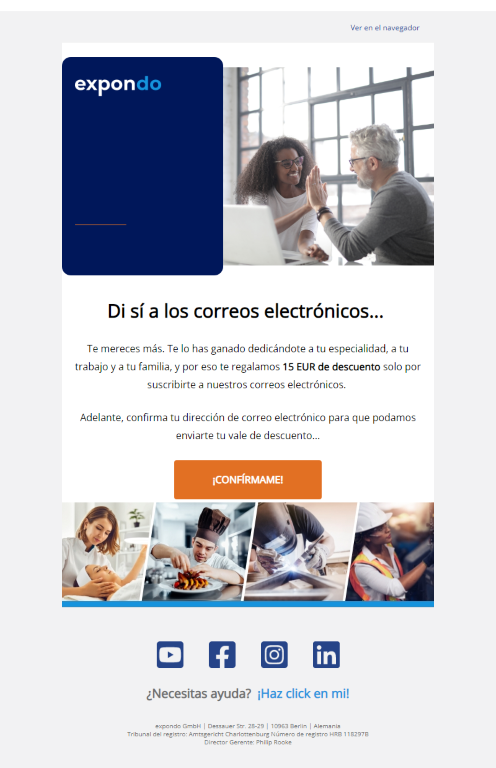 Ver en el navegador
expondo
Di sí a los correos electrónicos...
Te mereces más. Te lo has ganado dedicándote a tu especialidad, a tu
trabajo y a tu familia, y por eso te regalamos 15 EUR de descuento solo por
suscribirte a nuestros correos electrónicos.
Adelante, confirma tu dirección de correo electrónico para que podamos
enviarte tu vale de descuento...
¡CONFÍRMAME!
¿Necesitas ayuda? ¡Haz click en mi!
expondo GmbH | Dessauer Str. 28-29 | 10963 Berlin | Alemania
Tribunal del registro: Amtsgericht Charlottenburg Número de registro HRB 118297B
Director Gerente: Philip Rooke